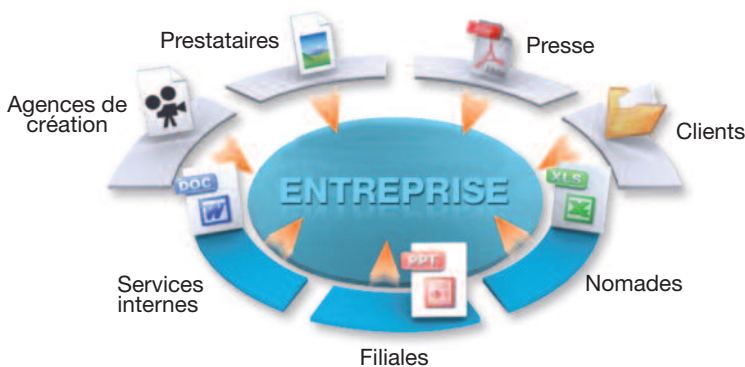 Prestataires
Presse
Agences de
création
Clients
DOC
W
ENTREPRISE
XLS
PPT
Services
internes
Nomades
Filiales